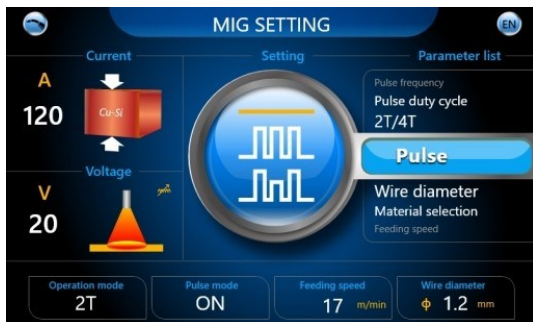 MIG SETTING
EN
Current
A
120
Cu-Si
Voltage
V
20
Setting
Parameter list
Pulse frequency
Pulse duty cycle
2T/4T
Pulse
Wire diameter
Material selection
Feeding speed
Operation mode
2T
Pulse mode
ON
Feeding speed
17 m/min
Wire diameter
ϕ 1.2 mm